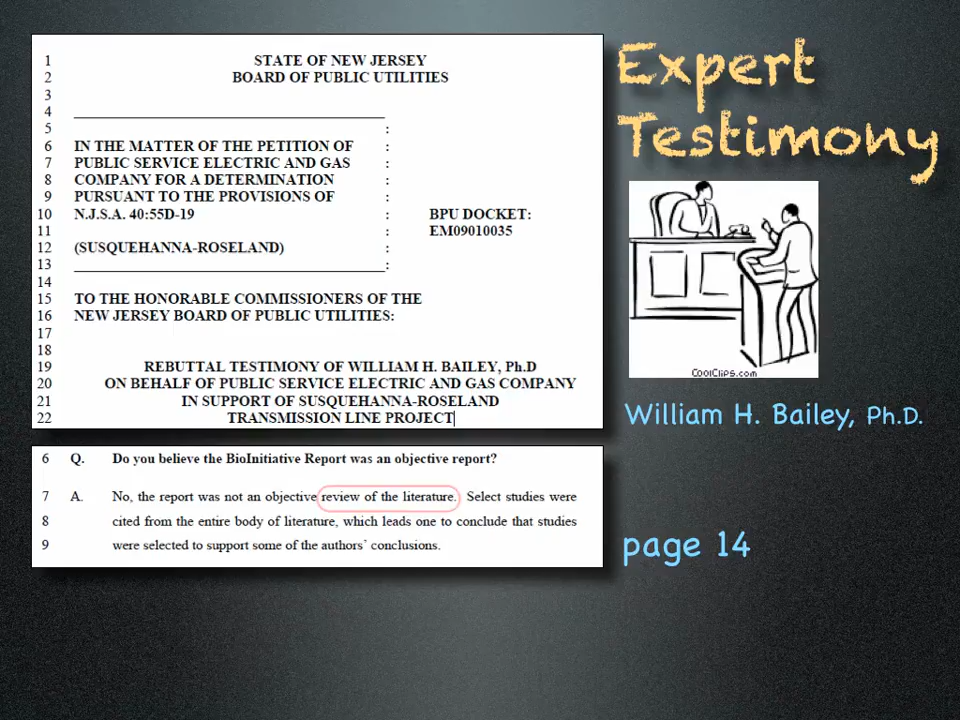 1 STATE OF NEW JERSEY
2 BOARD OF PUBLIC UTILITIES
3
4
5 :
6 IN THE MATTER OF THE PETITION OF :
7 PUBLIC SERVICE ELECTRIC AND GAS :
8 COMPANY FOR A DETERMINATION :
9 PURSUANT TO THE PROVISIONS OF :
10 N.J.S.A. 40:55D-19 : BPU DOCKET:
11 : EM09010035
12 (SUSQUEHANNA-ROSELAND) :
13 :
14
15 TO THE HONORABLE COMMISSIONERS OF THE
16 NEW JERSEY BOARD OF PUBLIC UTILITIES:
17
18
19 REBUTTAL TESTIMONY OF WILLIAM H. BAILEY, Ph.D
20 ON BEHALF OF PUBLIC SERVICE ELECTRIC AND GAS COMPANY
21 IN SUPPORT OF SUSQUEHANNA-ROSELAND
22 TRANSMISSION LINE PROJECT
6 Q. Do you believe the BioInitiative Report was an objective report?
7 A. No, the report was not an objective review of the literature. Select studies were
8 cited from the entire body of literature, which leads one to conclude that studies
9 were selected to support some of the authors' conclusions.
Expert
Testimony
CoolClips.com
William H. Bailey, Ph.D.
page 14